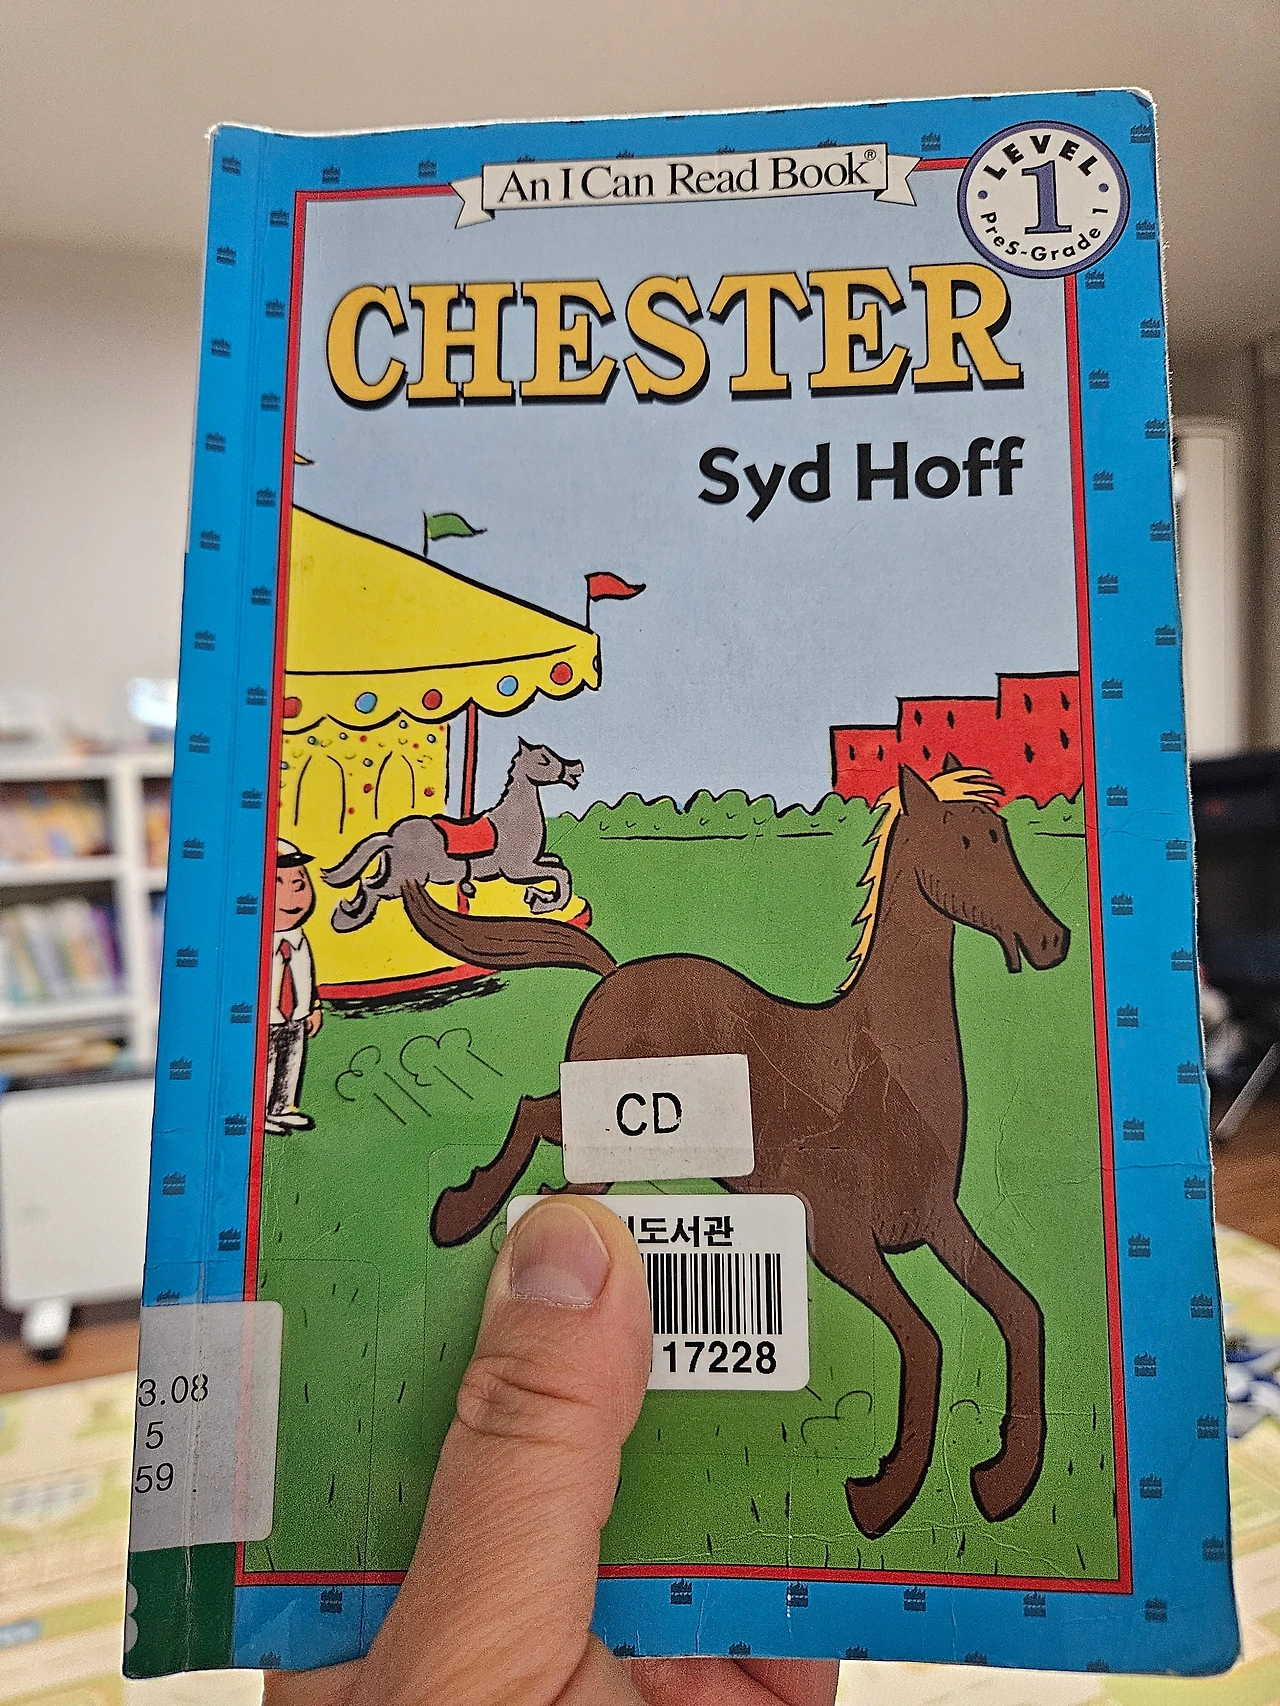 An I Can Read Book®
LEVEL
1
PreS-Grade 1
CHESTER
Syd Hoff
CD
도서관
17228
3.08
5
59